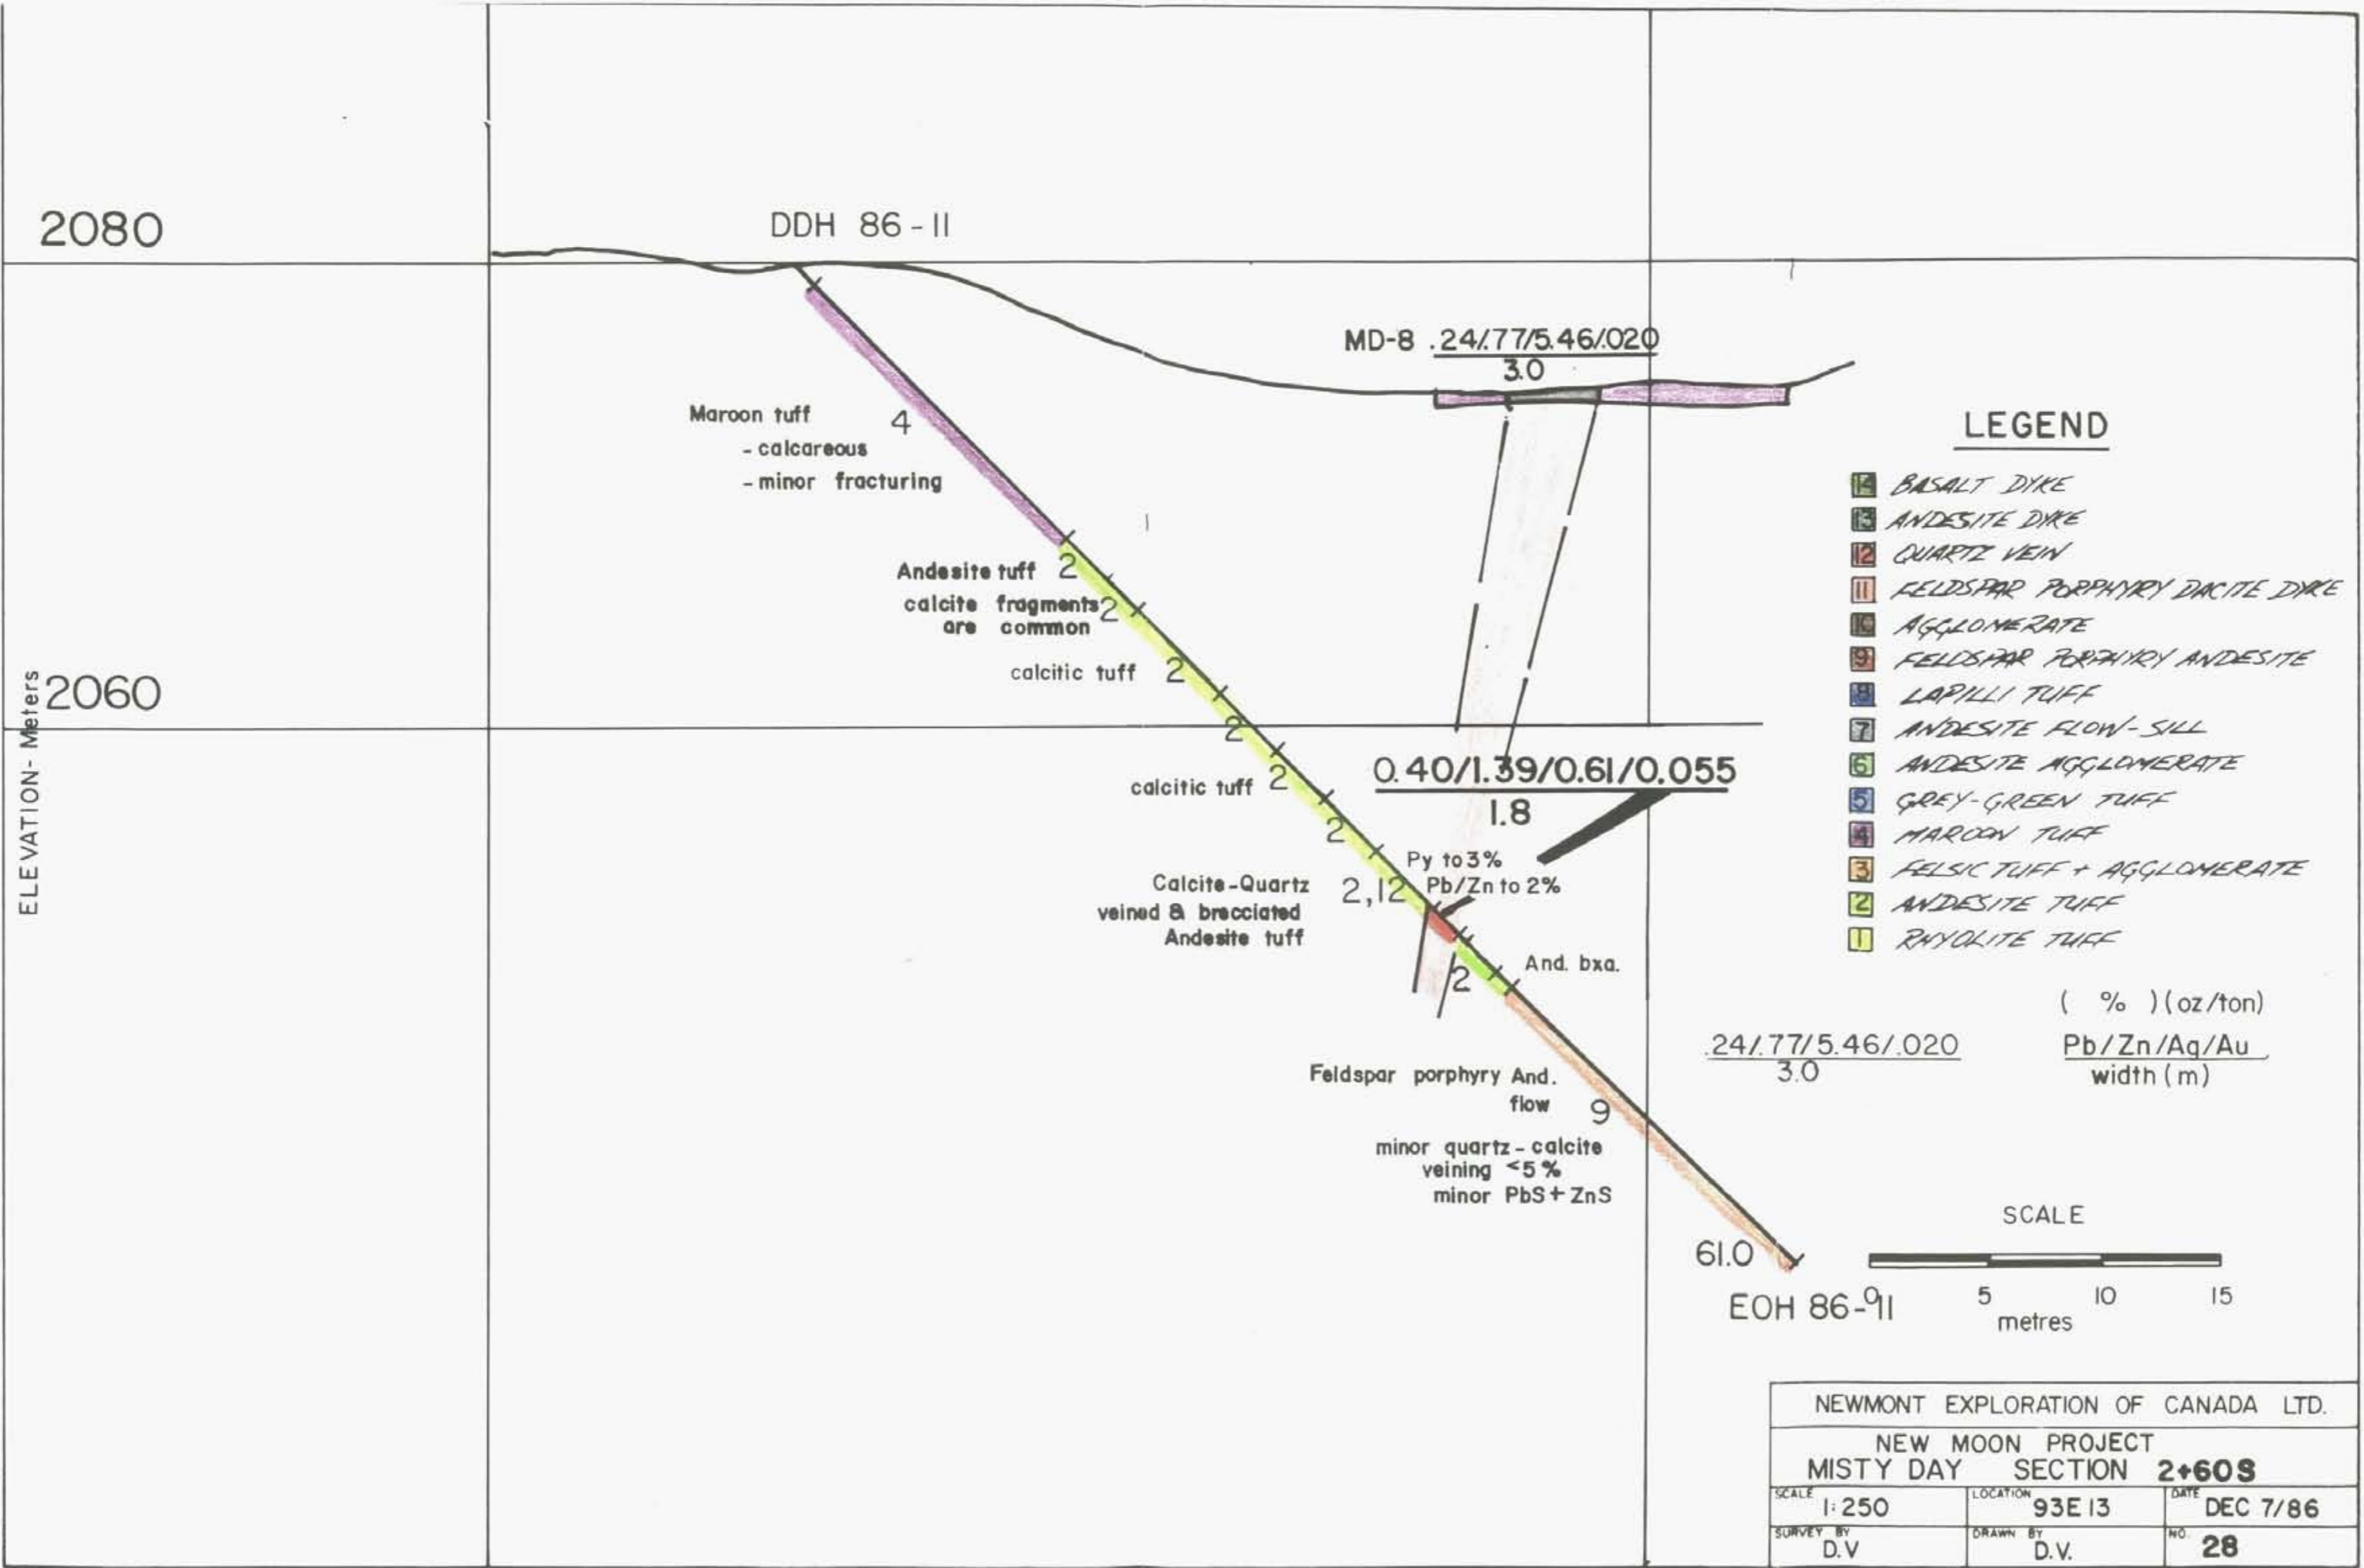 2080
DDH 86-11
MD-8 .24/.77/5.46/.020
3.0
Maroon tuff
- calcareous
- minor fracturing
4
Andesite tuff 2
calcite fragments 2
are common
calcitic tuff 2
ELEVATION- Meters
2060
2
calcitic tuff 2
2
0.40/1.39/0.61/0.055
1.8
Py to 3%
Pb/Zn to 2%
Calcite-Quartz 2,12
veined & brecciated
Andesite tuff
2
And. bxa.
Feldspar porphyry And.
flow
9
minor quartz - calcite
veining <5%
minor PbS + ZnS
61.0
EOH 86-11
LEGEND
14 BASALT DYKE
13 ANDESITE DYKE
12 QUARTZ VEIN
11 FELDSPAR PORPHYRY DACITE DYKE
10 AGGLOMERATE
9 FELDSPAR PORPHYRY ANDESITE
8 LAPILLI TUFF
7 ANDESITE FLOW-SILL
6 ANDESITE AGGLOMERATE
5 GREY-GREEN TUFF
4 MAROON TUFF
3 FELSIC TUFF + AGGLOMERATE
2 ANDESITE TUFF
1 RHYOLITE TUFF
( % ) (oz/ton)
.24/.77/5.46/.020 Pb/Zn/Ag/Au
3.0 width (m)
SCALE
0 5 10 15
metres
NEWMONT EXPLORATION OF CANADA LTD.
NEW MOON PROJECT
MISTY DAY SECTION 2+60S
SCALE 1:250 LOCATION 93E13 DATE DEC 7/86
SURVEY BY D.V DRAWN BY D.V. NO. 28